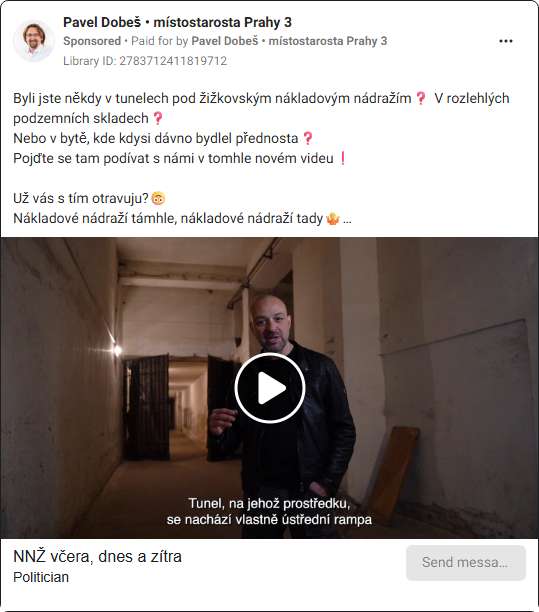 Pavel Dobeš • místostarosta Prahy 3
Sponsored • Paid for by Pavel Dobeš • místostarosta Prahy 3
Library ID: 2783712411819712
Byli jste někdy v tunelech pod žižkovským nákladovým nádražím❓ V rozlehlých
podzemních skladech❓
Nebo v bytě, kde kdysi dávno bydlel přednosta❓
Pojďte se tam podívat s námi v tomhle novém videu❗
Už vás s tím otravuju?
Nákladové nádraží támhle, nákladové nádraží tady ...
Tunel, na jehož prostředku,
se nachází vlastně ústřední rampa
NNŽ včera, dnes a zítra
Politician
Send messa...